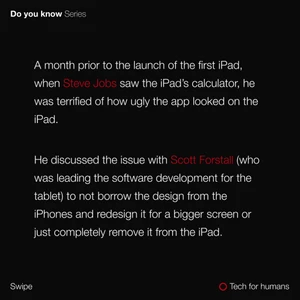 Do you know Series
A month prior to the launch of the first iPad,
when Steve Jobs saw the iPad's calculator, he
was terrified of how ugly the app looked on the
iPad.
He discussed the issue with Scott Forstall (who
was leading the software development for the
tablet) to not borrow the design from the
iPhones and redesign it for a bigger screen or
just completely remove it from the iPad.
Swipe
Tech for humans